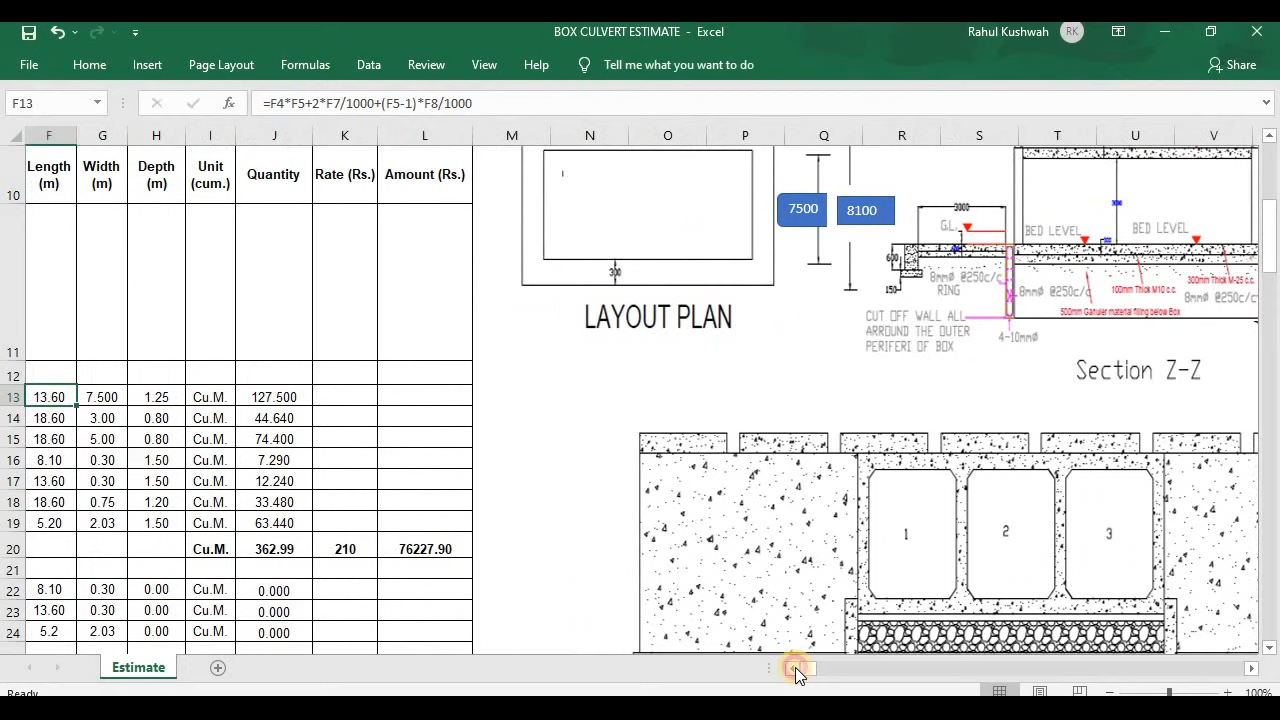 BOX CULVERT ESTIMATE - Excel
Rahul Kushwah
RK
File Home Insert Page Layout Formulas Data Review View Help Tell me what you want to do
Share
F13
fx
=F4*F5+2*F7/1000+(F5-1)*F8/1000
F G H I J K L M N O P Q R S T U V
10 Length (m) Width (m) Depth (m) Unit (cum.) Quantity Rate (Rs.) Amount (Rs.)
11
12
13 13.60 7.500 1.25 Cu.M. 127.500
14 18.60 3.00 0.80 Cu.M. 44.640
15 18.60 5.00 0.80 Cu.M. 74.400
16 8.10 0.30 1.50 Cu.M. 7.290
17 13.60 0.30 1.50 Cu.M. 12.240
18 18.60 0.75 1.20 Cu.M. 33.480
19 5.20 2.03 1.50 Cu.M. 63.440
20 Cu.M. 362.99 210 76227.90
21
22 8.10 0.30 0.00 Cu.M. 0.000
23 13.60 0.30 0.00 Cu.M. 0.000
24 5.2 2.03 0.00 Cu.M. 0.000
300
LAYOUT PLAN
7500
8100
3000
G.L.
600
150
8mmØ @250c/c
RING
CUT OFF WALL ALL
ARROUND THE OUTER
PERIFERI OF BOX
4-10mmØ
BED LEVEL
BED LEVEL
8mmØ @250c/c
100mm Thick M10 c.c.
300mm Thick M-25 c.c.
8mmØ @250c/
500mm Ganuler material filling below Box
Section Z-Z
1
2
3
Estimate
Ready
100%